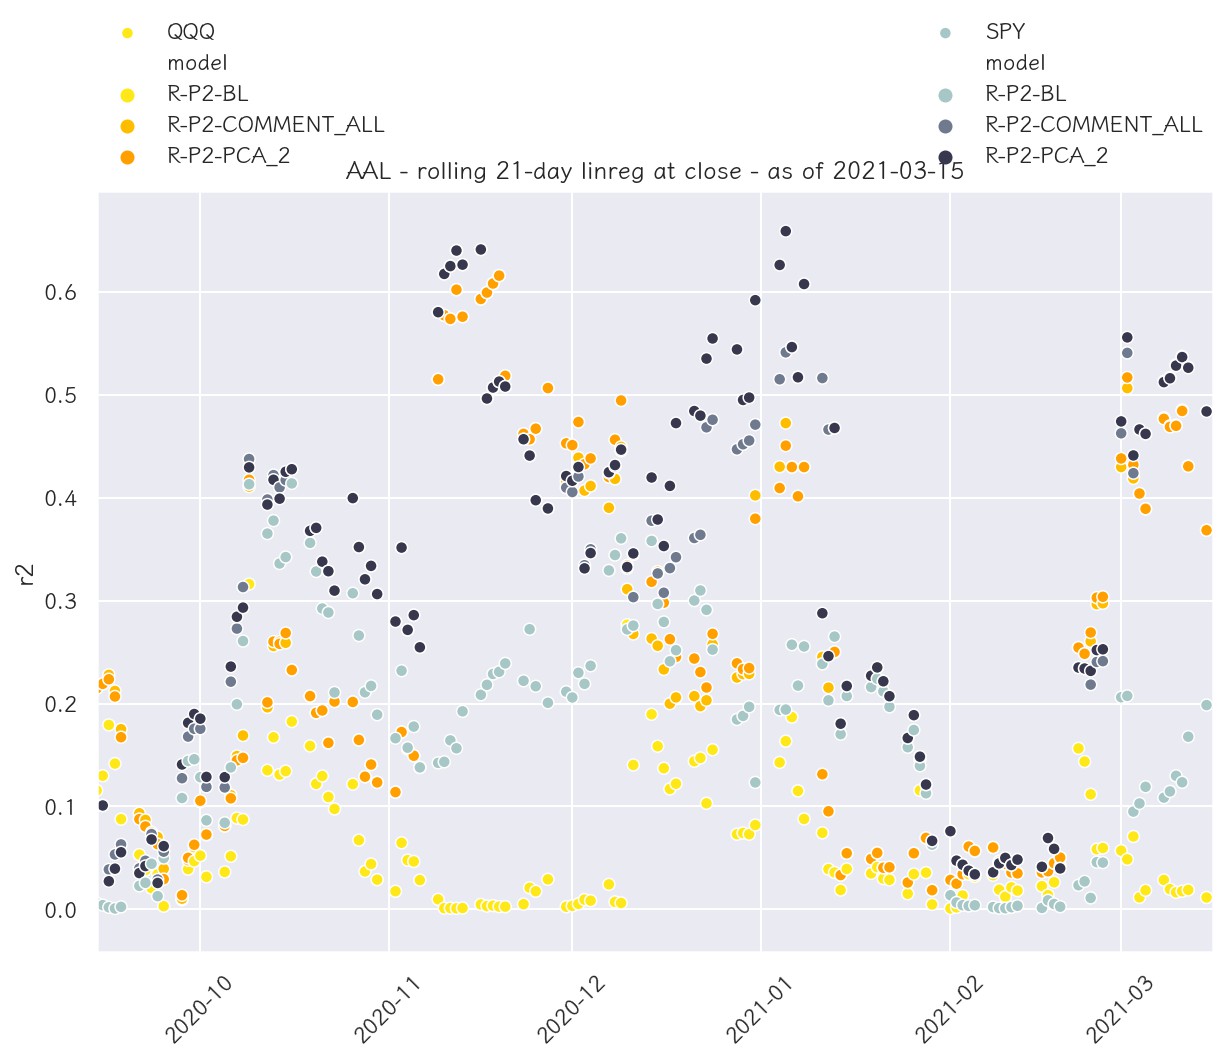 QQQ
model
R-P2-BL
R-P2-COMMENT_ALL
R-P2-PCA_2
SPY
model
R-P2-BL
R-P2-COMMENT_ALL
R-P2-PCA_2
AAL - rolling 21-day linreg at close - as of 2021-03-15
r2
0.6
0.5
0.4
0.3
0.2
0.1
0.0
2020-10
2020-11
2020-12
2021-01
2021-02
2021-03